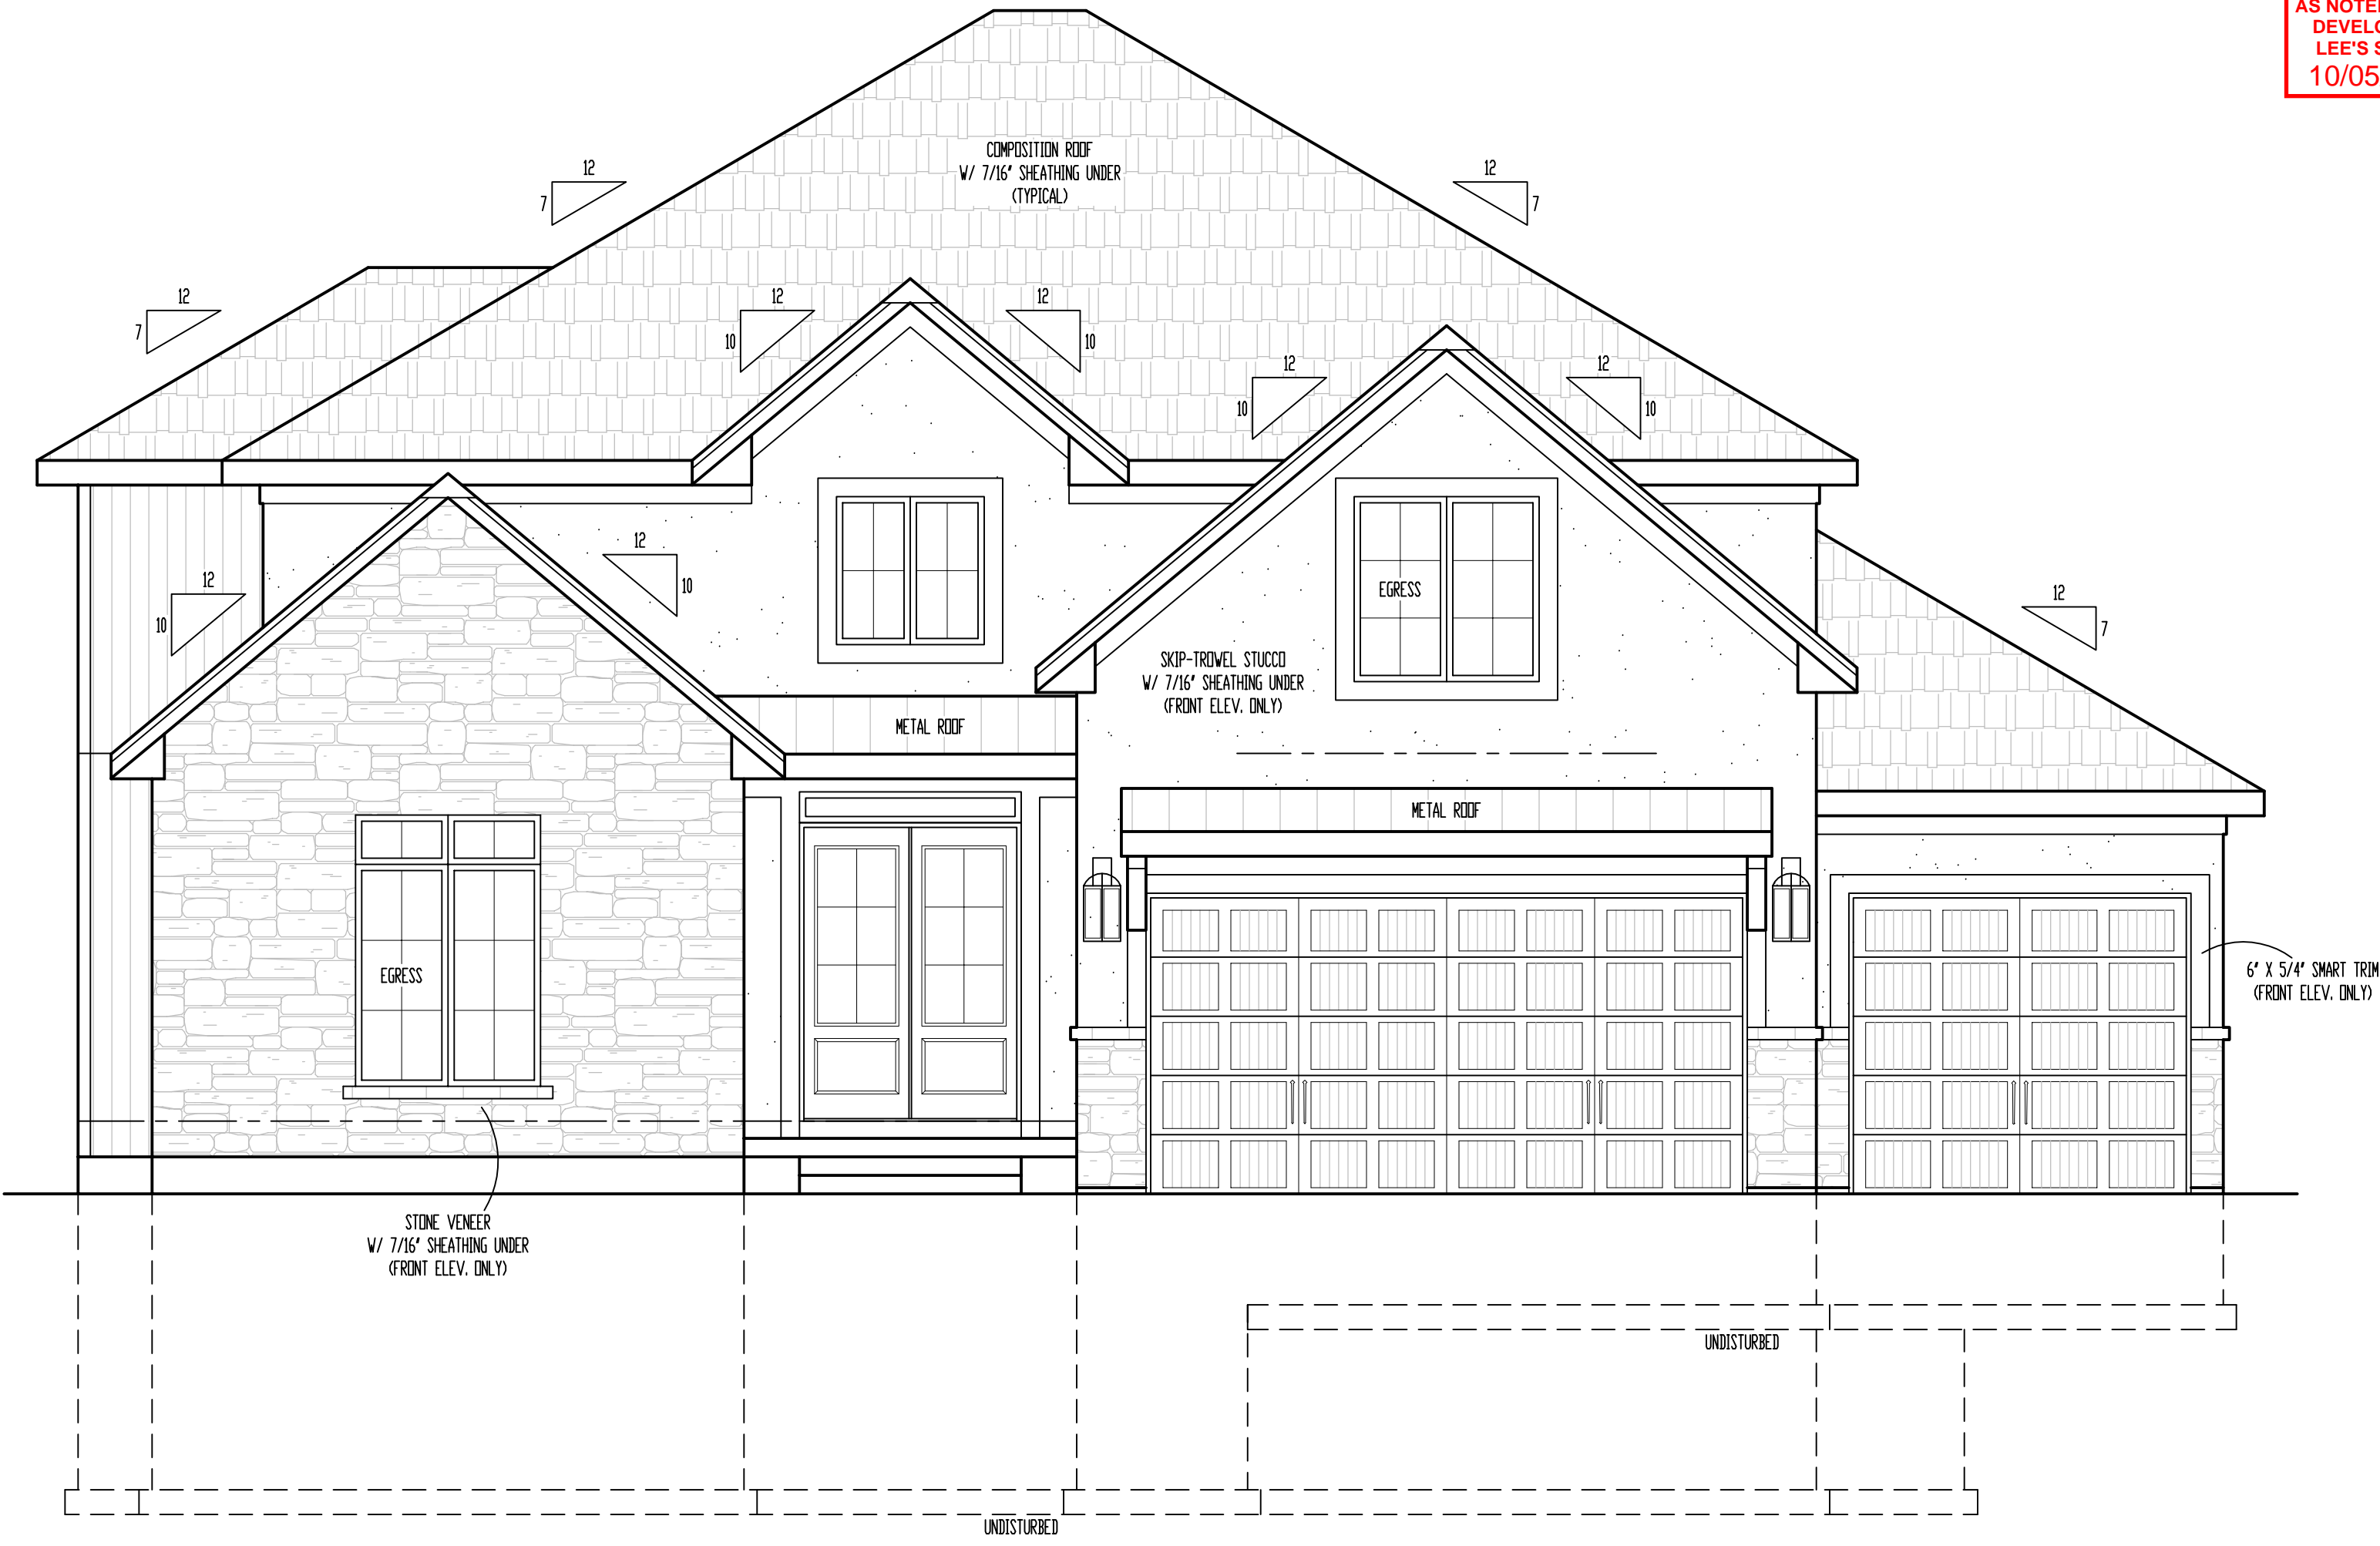 AS NOTE
DEVELO
LEE'S S
10/05
COMPOSITION ROOF
W/ 7/16" SHEATHING UNDER
(TYPICAL)
12
7
12
7
12
7
12
10
12
10
12
10
12
10
12
10
12
10
12
7
EGRESS
SKIP-TROWEL STUCCO
W/ 7/16" SHEATHING UNDER
(FRONT ELEV. ONLY)
METAL ROOF
METAL ROOF
EGRESS
6" X 5/4" SMART TRIM
(FRONT ELEV. ONLY)
STONE VENEER
W/ 7/16" SHEATHING UNDER
(FRONT ELEV. ONLY)
UNDISTURBED
UNDISTURBED